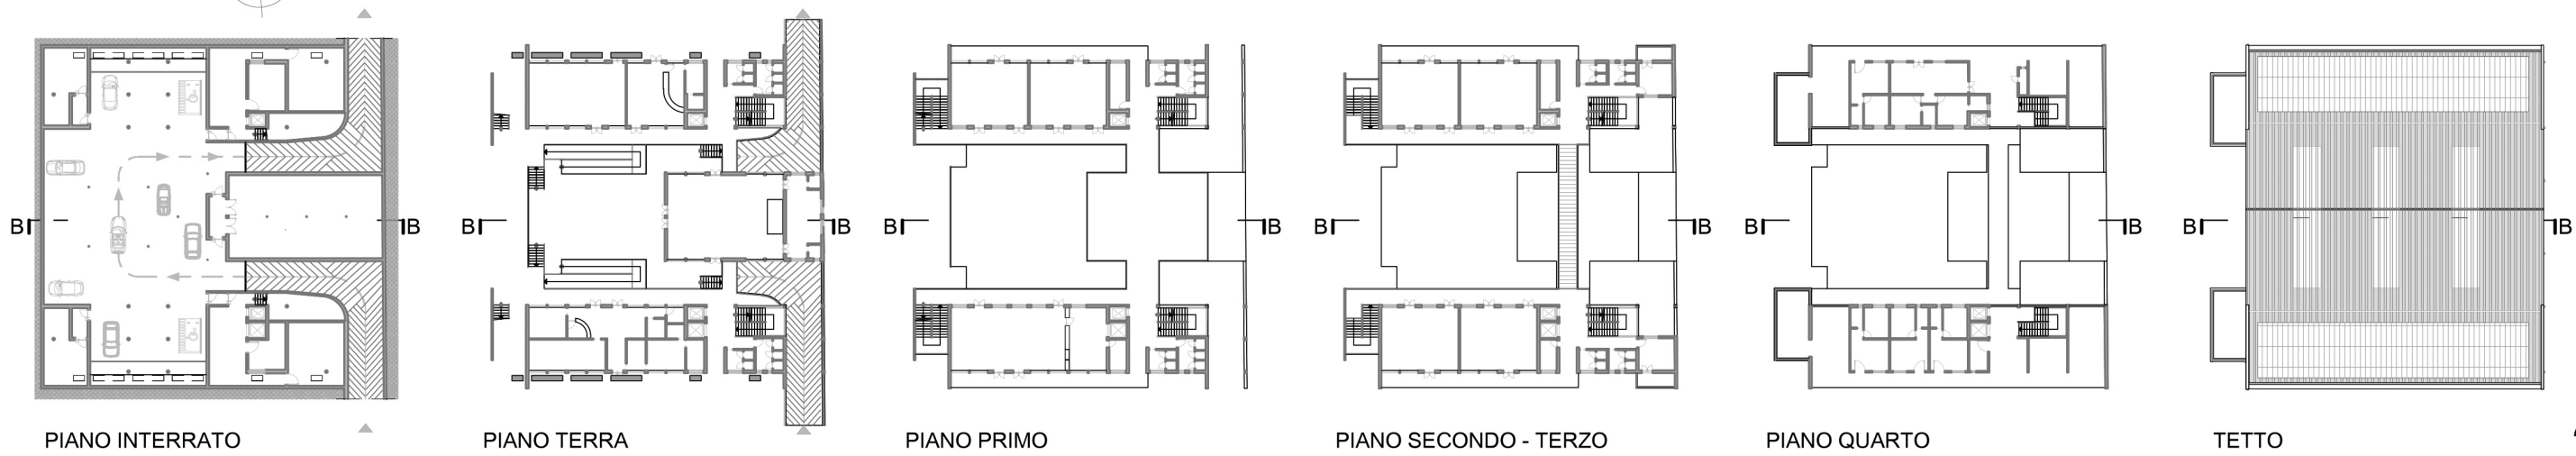 B B B B B B B B B B B B
PIANO INTERRATO
PIANO TERRA
PIANO PRIMO
PIANO SECONDO - TERZO
PIANO QUARTO
TETTO